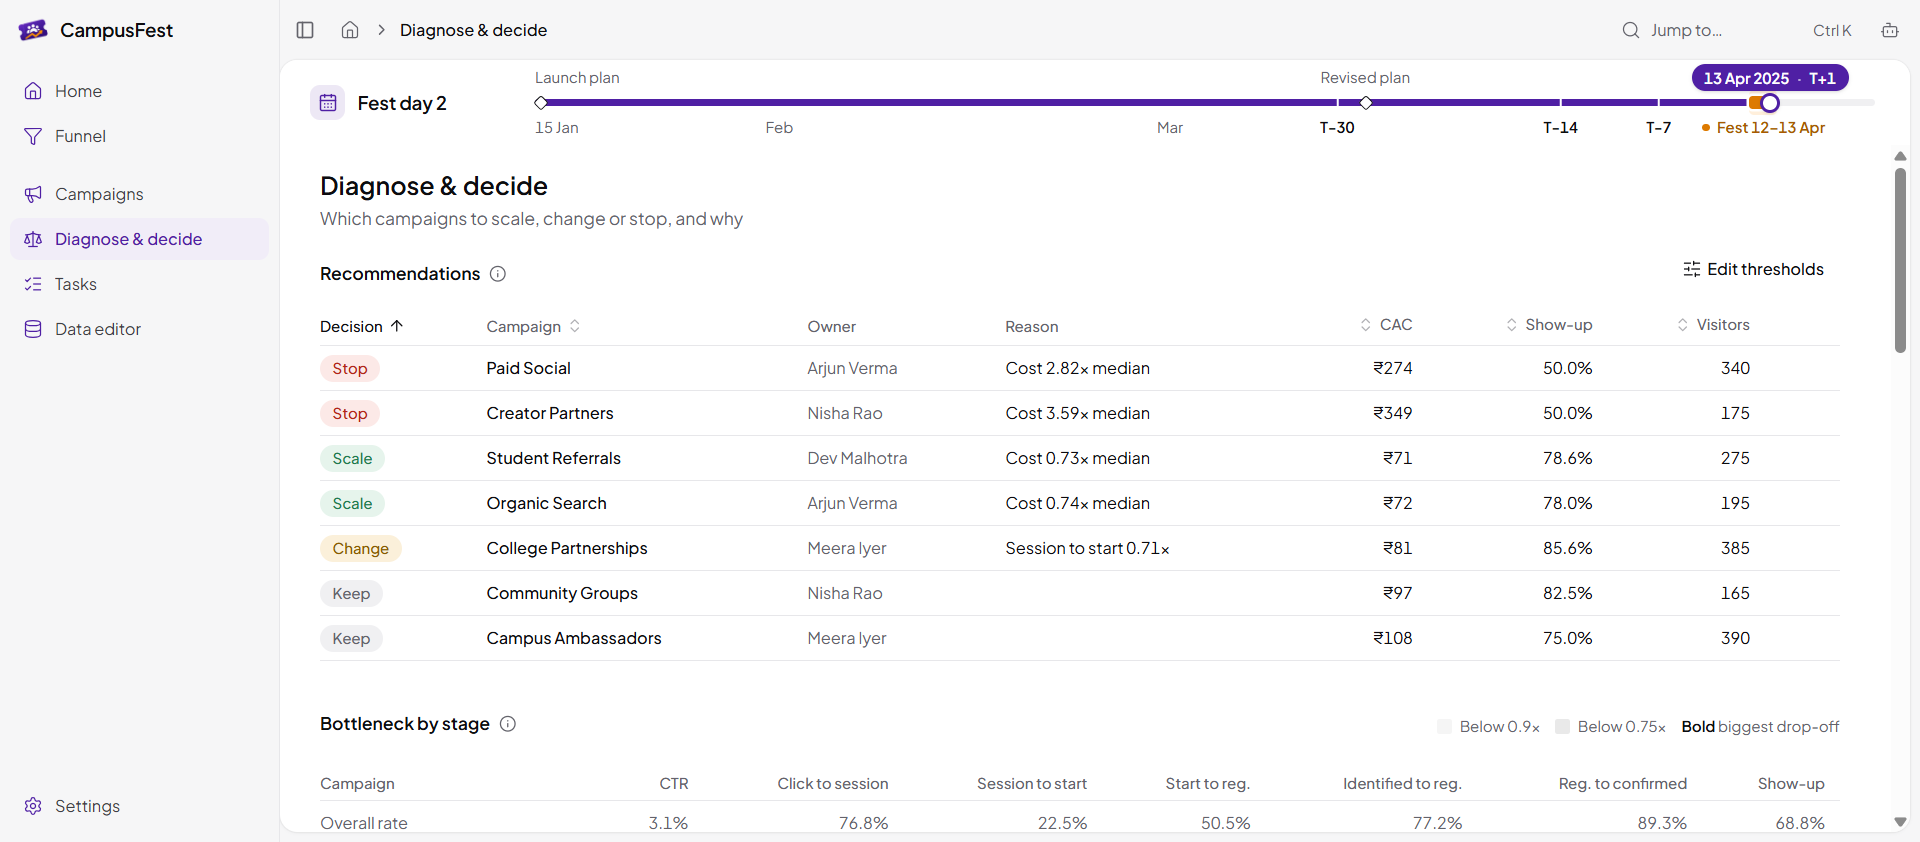 CampusFest
Home
Funnel
Campaigns
Diagnose & decide
Tasks
Data editor
Settings
Diagnose & decide
Jump to...
Ctrl K
Fest day 2
Launch plan
Revised plan
13 Apr 2025 · T+1
15 Jan
Feb
Mar
T-30
T-14
T-7
Fest 12–13 Apr
Diagnose & decide
Which campaigns to scale, change or stop, and why
Recommendations
Edit thresholds
Decision Campaign Owner Reason CAC Show-up Visitors
Stop Paid Social Arjun Verma Cost 2.82× median ₹274 50.0% 340
Stop Creator Partners Nisha Rao Cost 3.59× median ₹349 50.0% 175
Scale Student Referrals Dev Malhotra Cost 0.73× median ₹71 78.6% 275
Scale Organic Search Arjun Verma Cost 0.74× median ₹72 78.0% 195
Change College Partnerships Meera Iyer Session to start 0.71× ₹81 85.6% 385
Keep Community Groups Nisha Rao ₹97 82.5% 165
Keep Campus Ambassadors Meera Iyer ₹108 75.0% 390
Bottleneck by stage
Below 0.9× Below 0.75× Bold biggest drop-off
Campaign CTR Click to session Session to start Start to reg. Identified to reg. Reg. to confirmed Show-up
Overall rate 3.1% 76.8% 22.5% 50.5% 77.2% 89.3% 68.8%